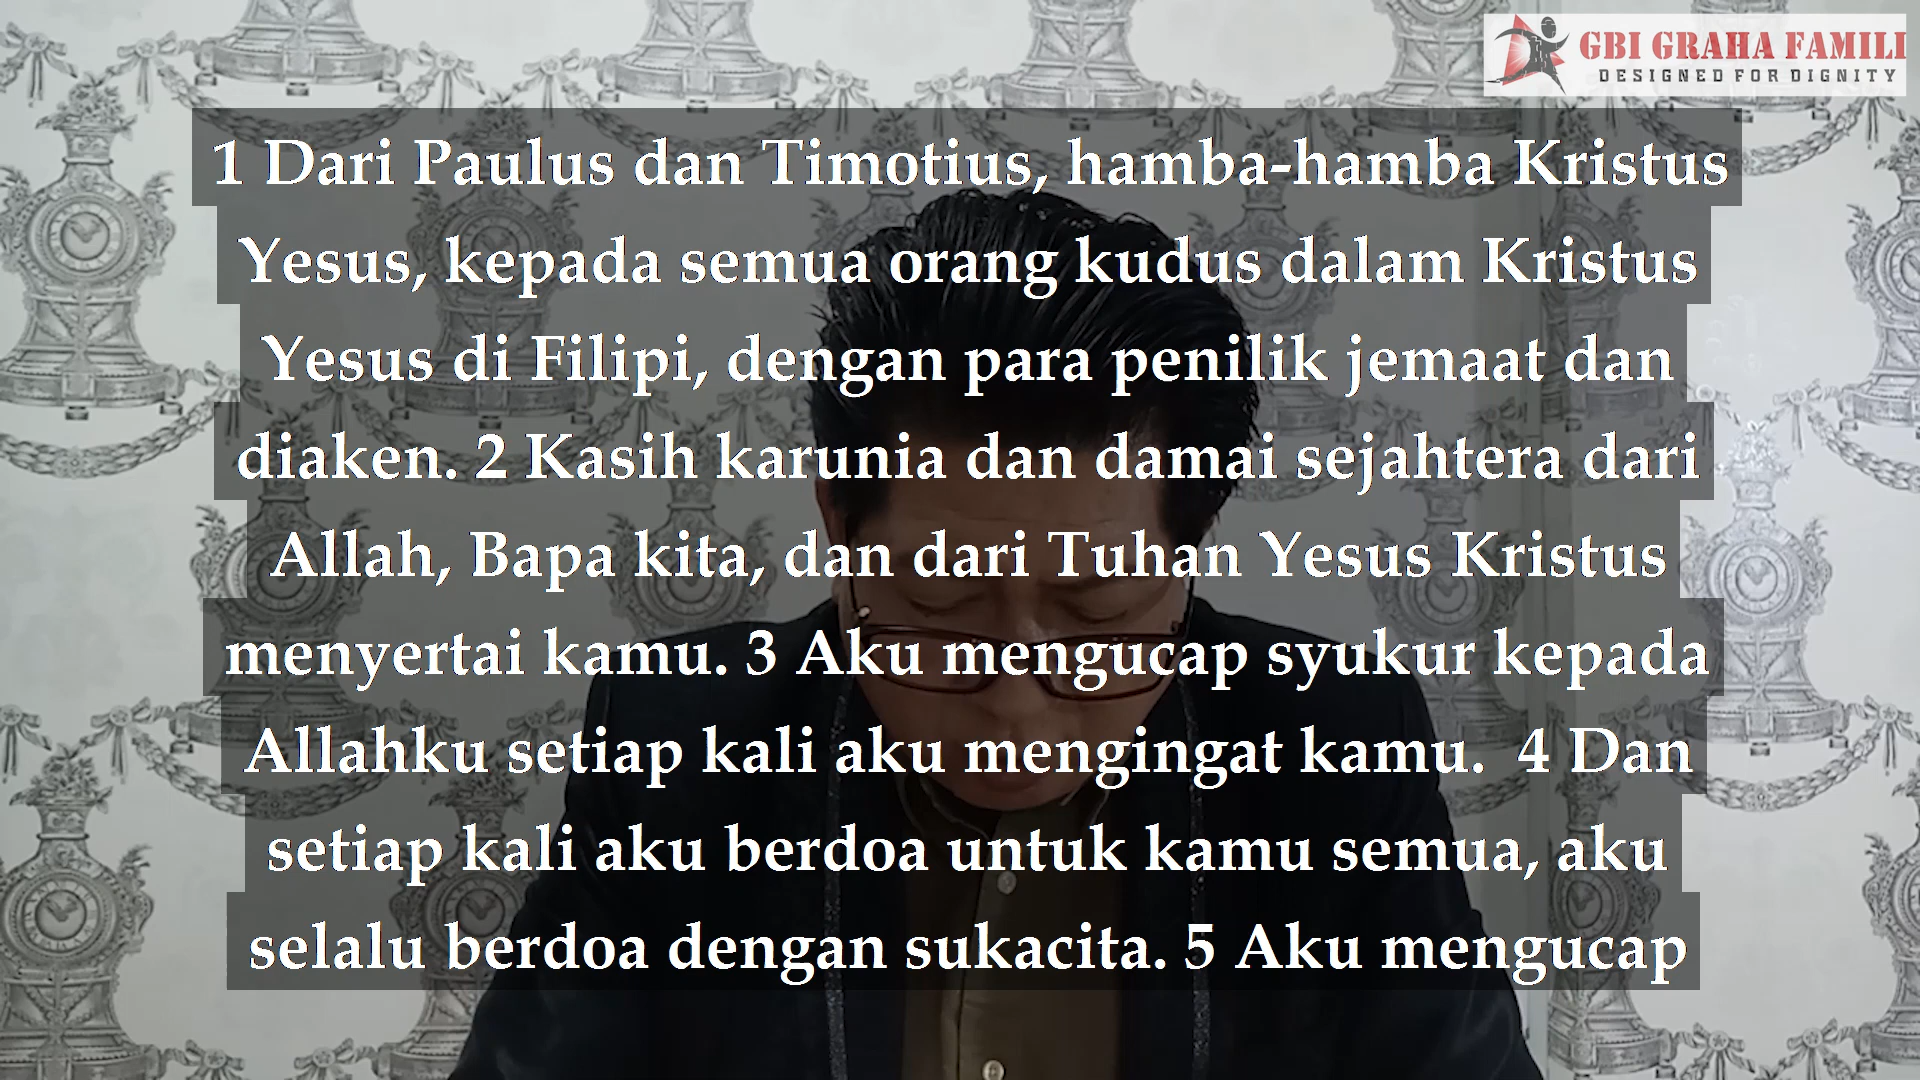 GBI GRAHA FAMILI
DESIGNED FOR DIGNITY
1 Dari Paulus dan Timotius, hamba-hamba Kristus
Yesus, kepada semua orang kudus dalam Kristus
Yesus di Filipi, dengan para penilik jemaat dan
diaken. 2 Kasih karunia dan damai sejahtera dari
Allah, Bapa kita, dan dari Tuhan Yesus Kristus
menyertai kamu. 3 Aku mengucap syukur kepada
Allahku setiap kali aku mengingat kamu.  4 Dan
setiap kali aku berdoa untuk kamu semua, aku
selalu berdoa dengan sukacita. 5 Aku mengucap